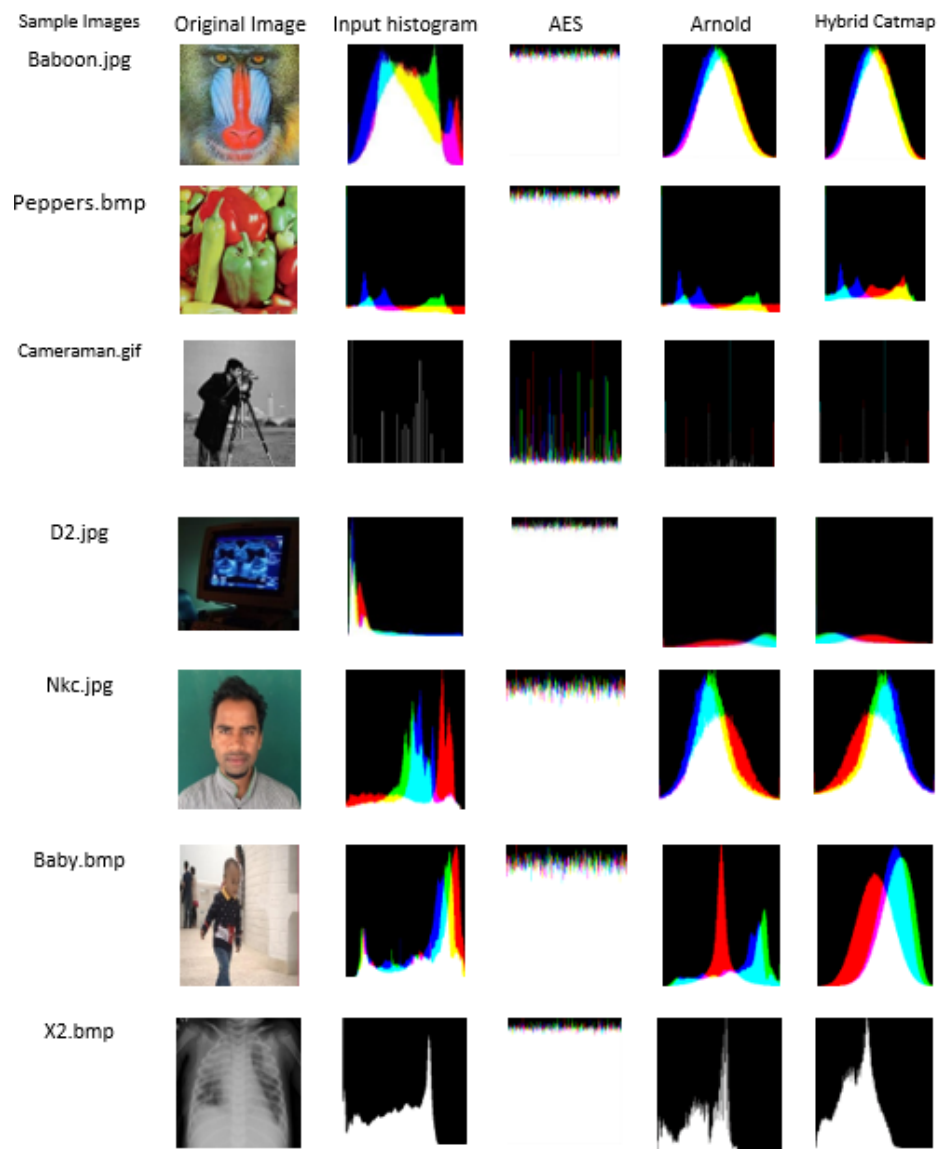 Sample Images Original Image Input histogram AES Arnold Hybrid Catmap
Baboon.jpg
Peppers.bmp
Cameraman.gif
D2.jpg
Nkc.jpg
Baby.bmp
X2.bmp